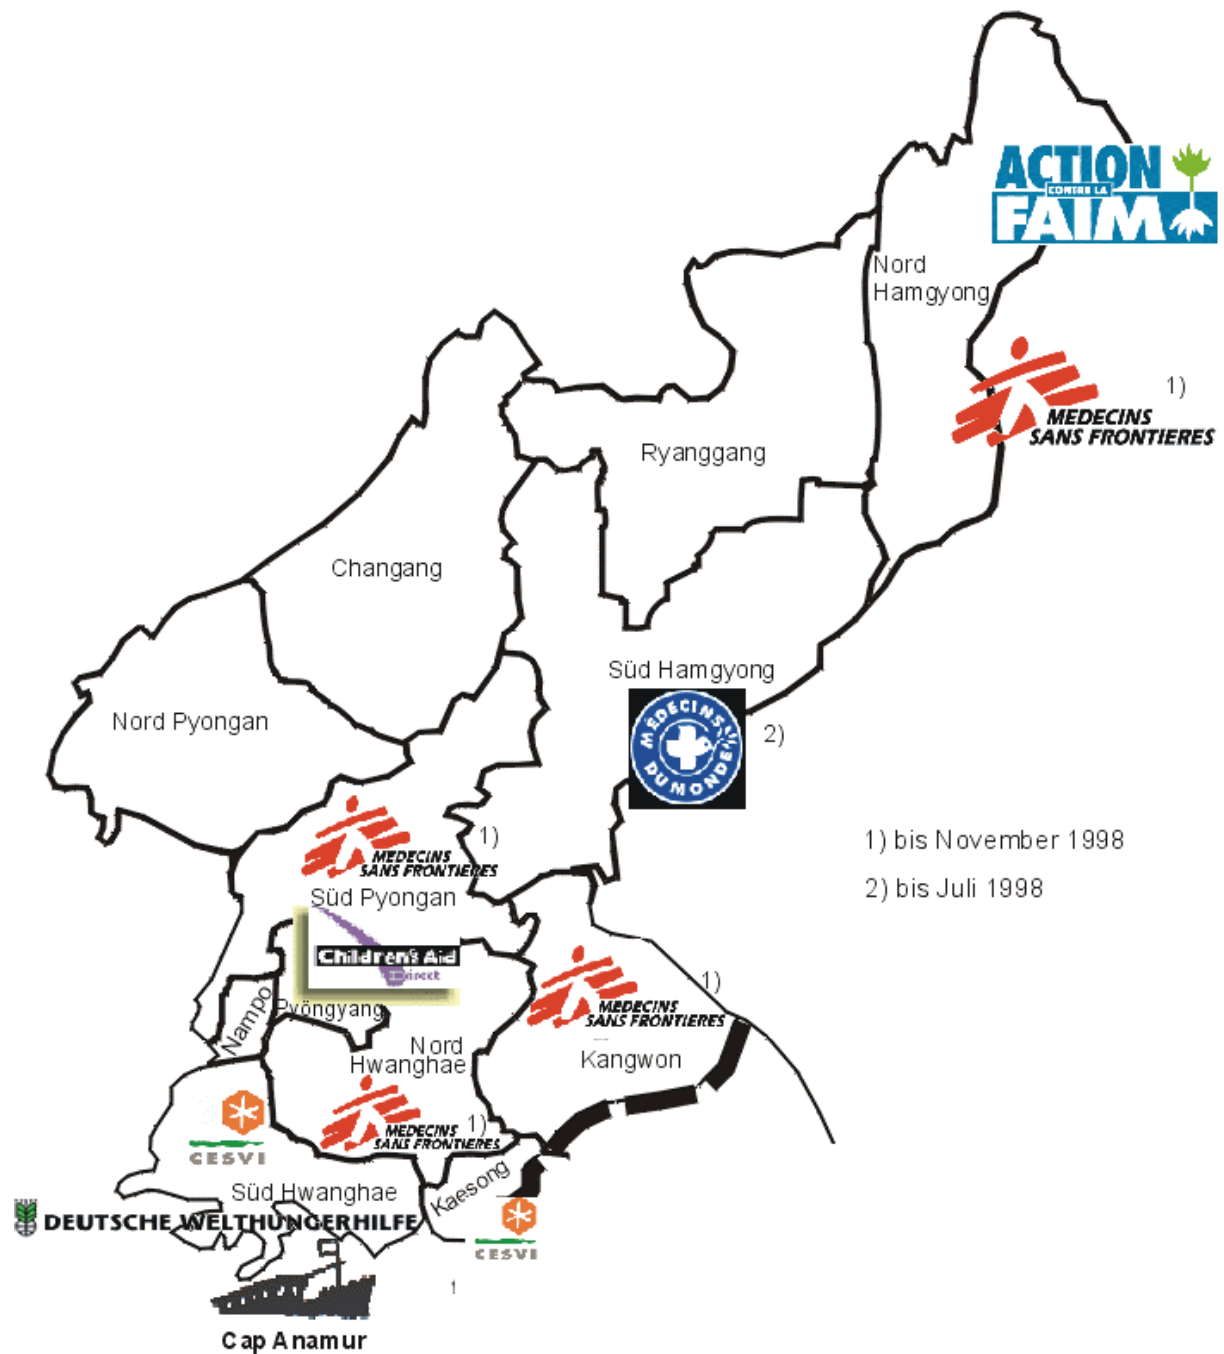 ACTION
CONTRE LA
FAIM
Nord
Hamgyong
1)
MEDECINS
SANS FRONTIERES
Ryanggang
Changang
Süd Hamgyong
Nord Pyongan
MÉDECINS
DU MONDE
2)
MEDECINS
SANS FRONTIERES
1)
1) bis November 1998
2) bis Juli 1998
Süd Pyongan
Children's Aid
Direct
MEDECINS
SANS FRONTIERES
1)
Nampo
Pyöngyang
Nord
Hwanghae
Kangwon
CESVI
MEDECINS
SANS FRONTIERES
1)
Kaesong
Süd Hwanghae
DEUTSCHE WELTHUNGERHILFE
CESVI
1
Cap Anamur